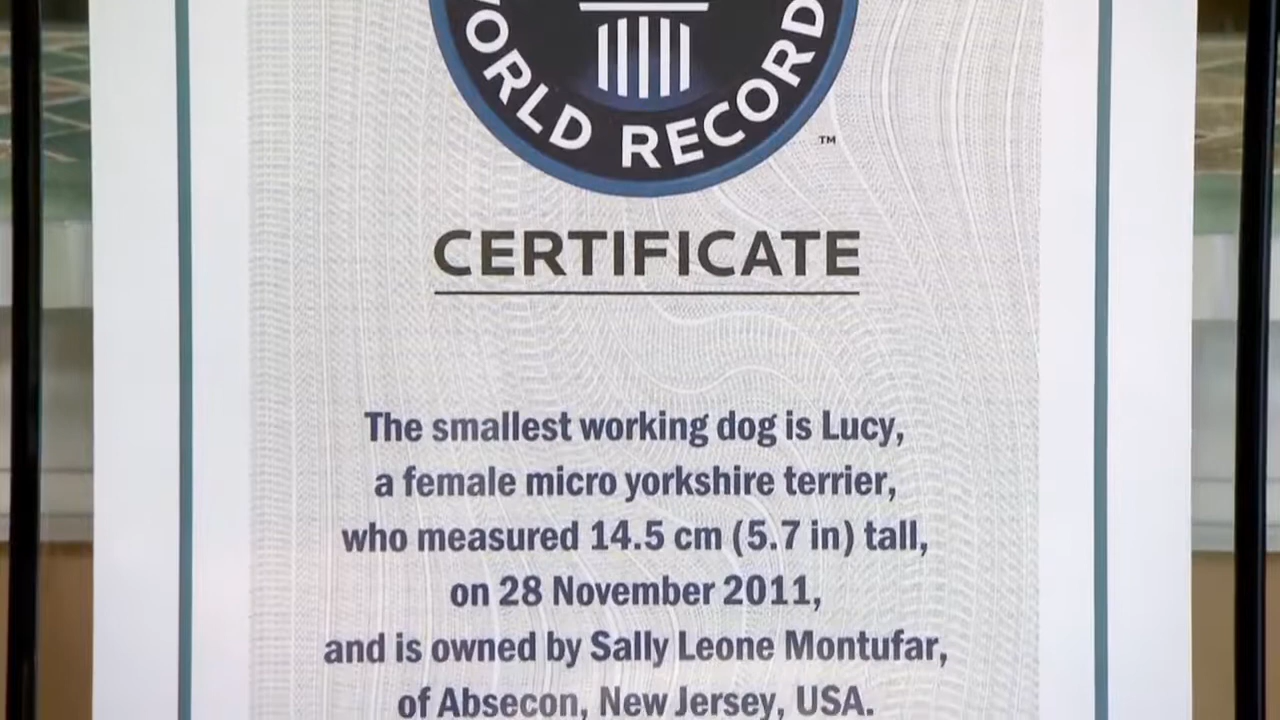 WORLD RECORD
TM
CERTIFICATE
The smallest working dog is Lucy,
a female micro yorkshire terrier,
who measured 14.5 cm (5.7 in) tall,
on 28 November 2011,
and is owned by Sally Leone Montufar,
of Absecon, New Jersey, USA.